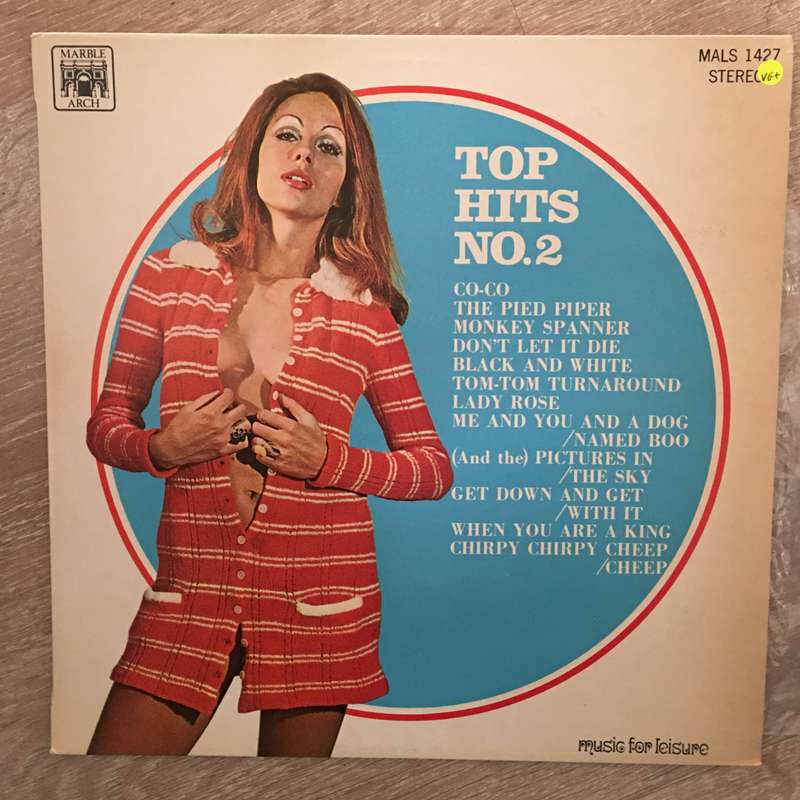 MARBLE
ARCH
MALS 1427
STEREO
VG+
TOP
HITS
NO.2
CO-CO
THE PIED PIPER
MONKEY SPANNER
DON'T LET IT DIE
BLACK AND WHITE
TOM-TOM TURNAROUND
LADY ROSE
ME AND YOU AND A DOG
/NAMED BOO
(And the) PICTURES IN
/THE SKY
GET DOWN AND GET
/WITH IT
WHEN YOU ARE A KING
CHIRPY CHIRPY CHEEP
/CHEEP
music for leisure